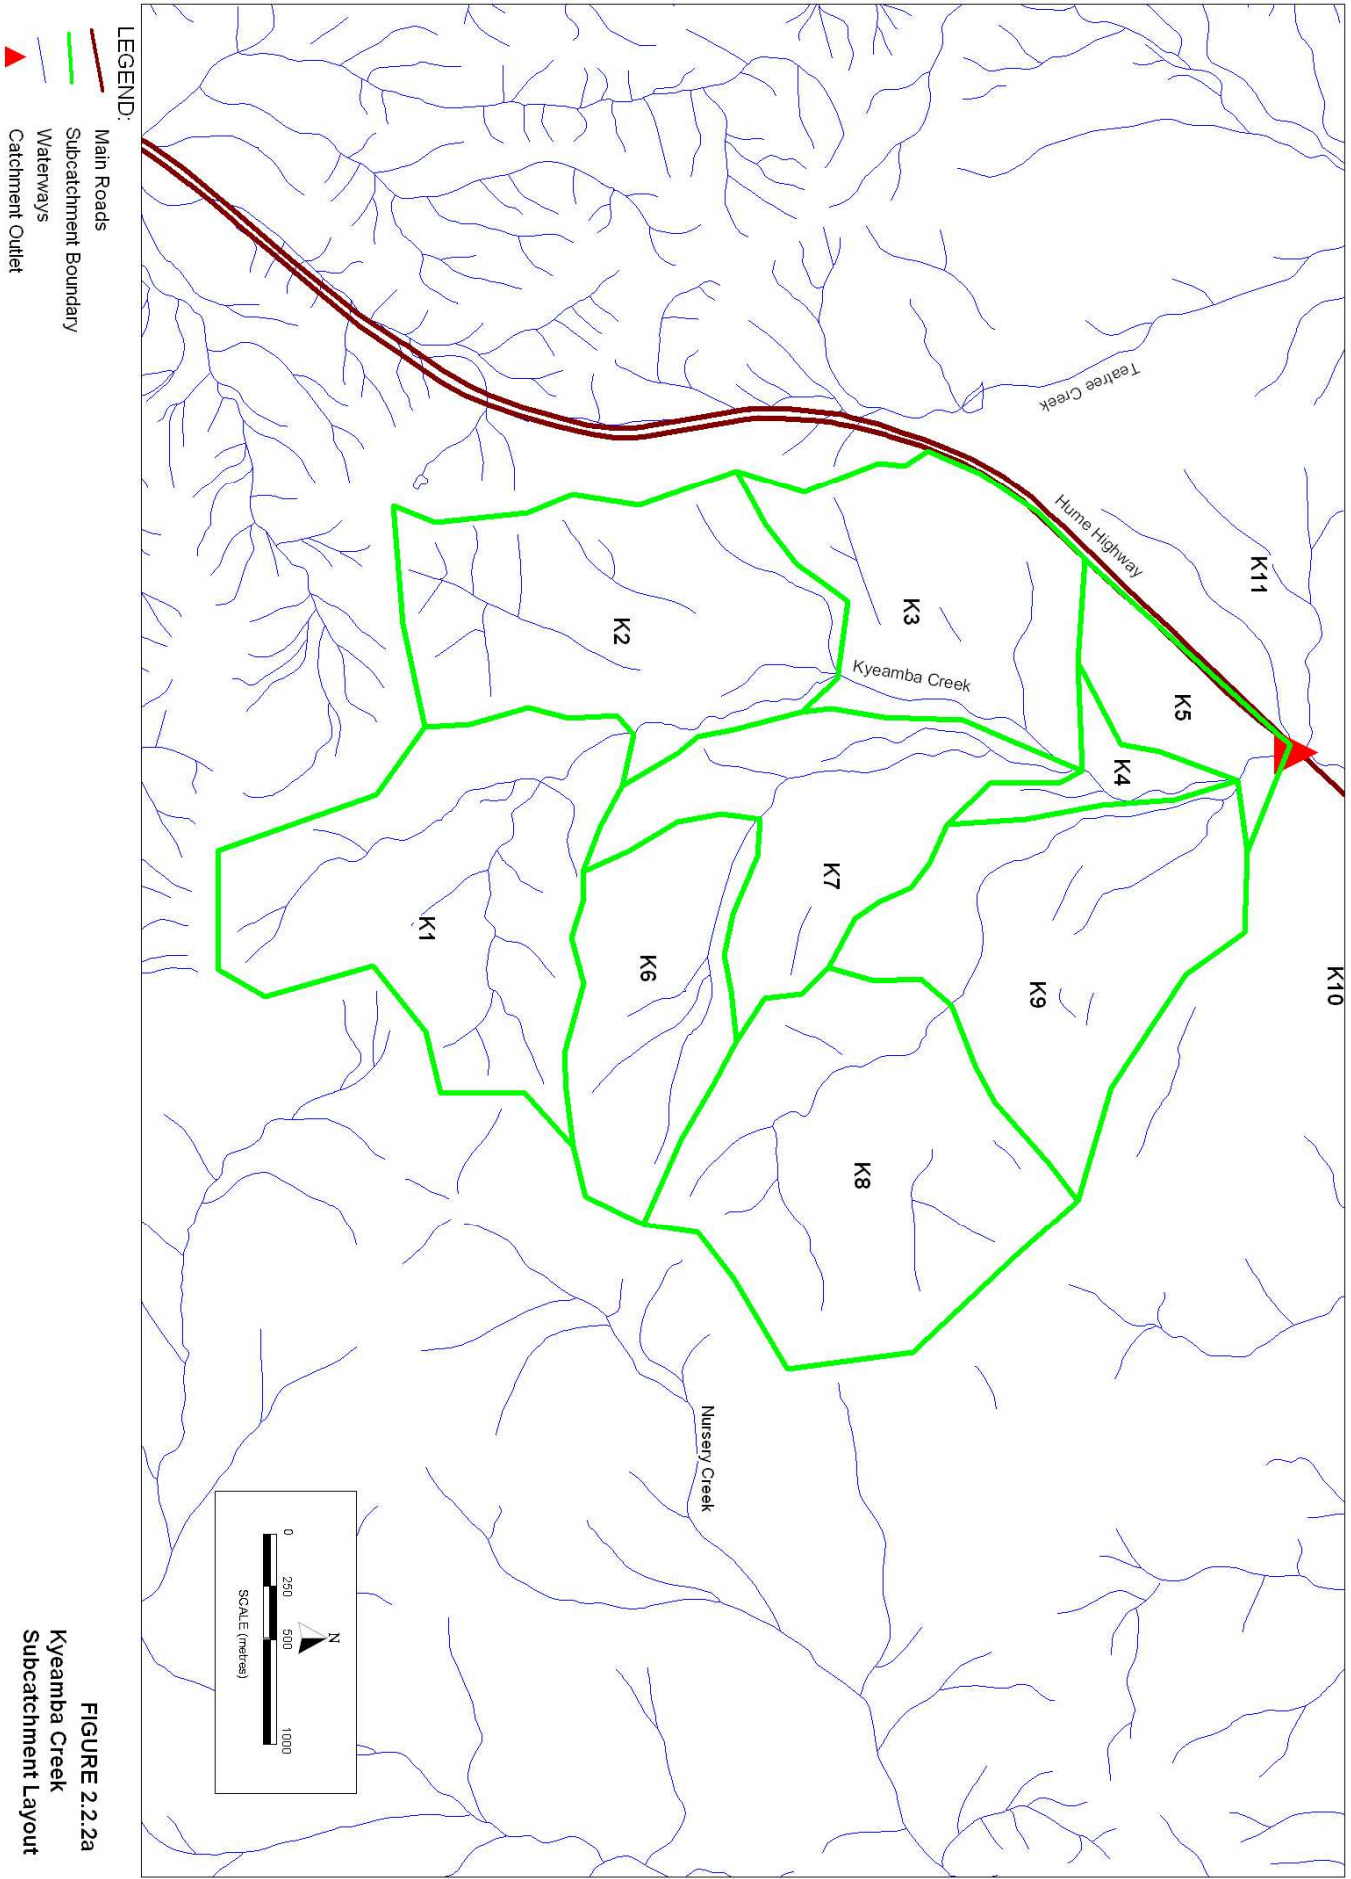 K10
K11
Hume Highway
Teatree Creek
K5
K4
K3
Kyeamba Creek
K9
K8
K7
K2
K6
K1
Nursery Creek
N
0 250 500 1000
SCALE (metres)
LEGEND:
Main Roads
Subcatchment Boundary
Waterways
Catchment Outlet
FIGURE 2.2.2a
Kyeamba Creek
Subcatchment Layout